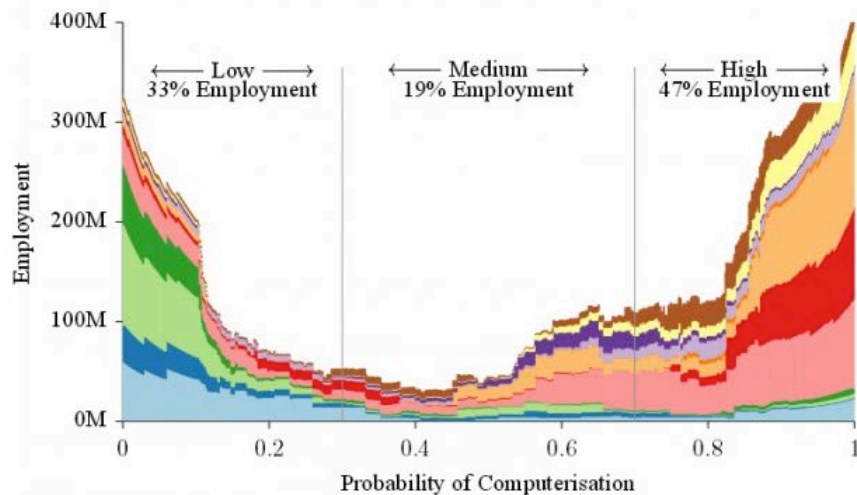 400M
← Low →
33% Employment
← Medium →
19% Employment
← High →
47% Employment
300M
200M
100M
0M
Employment
0 0.2 0.4 0.6 0.8 1
Probability of Computerisation